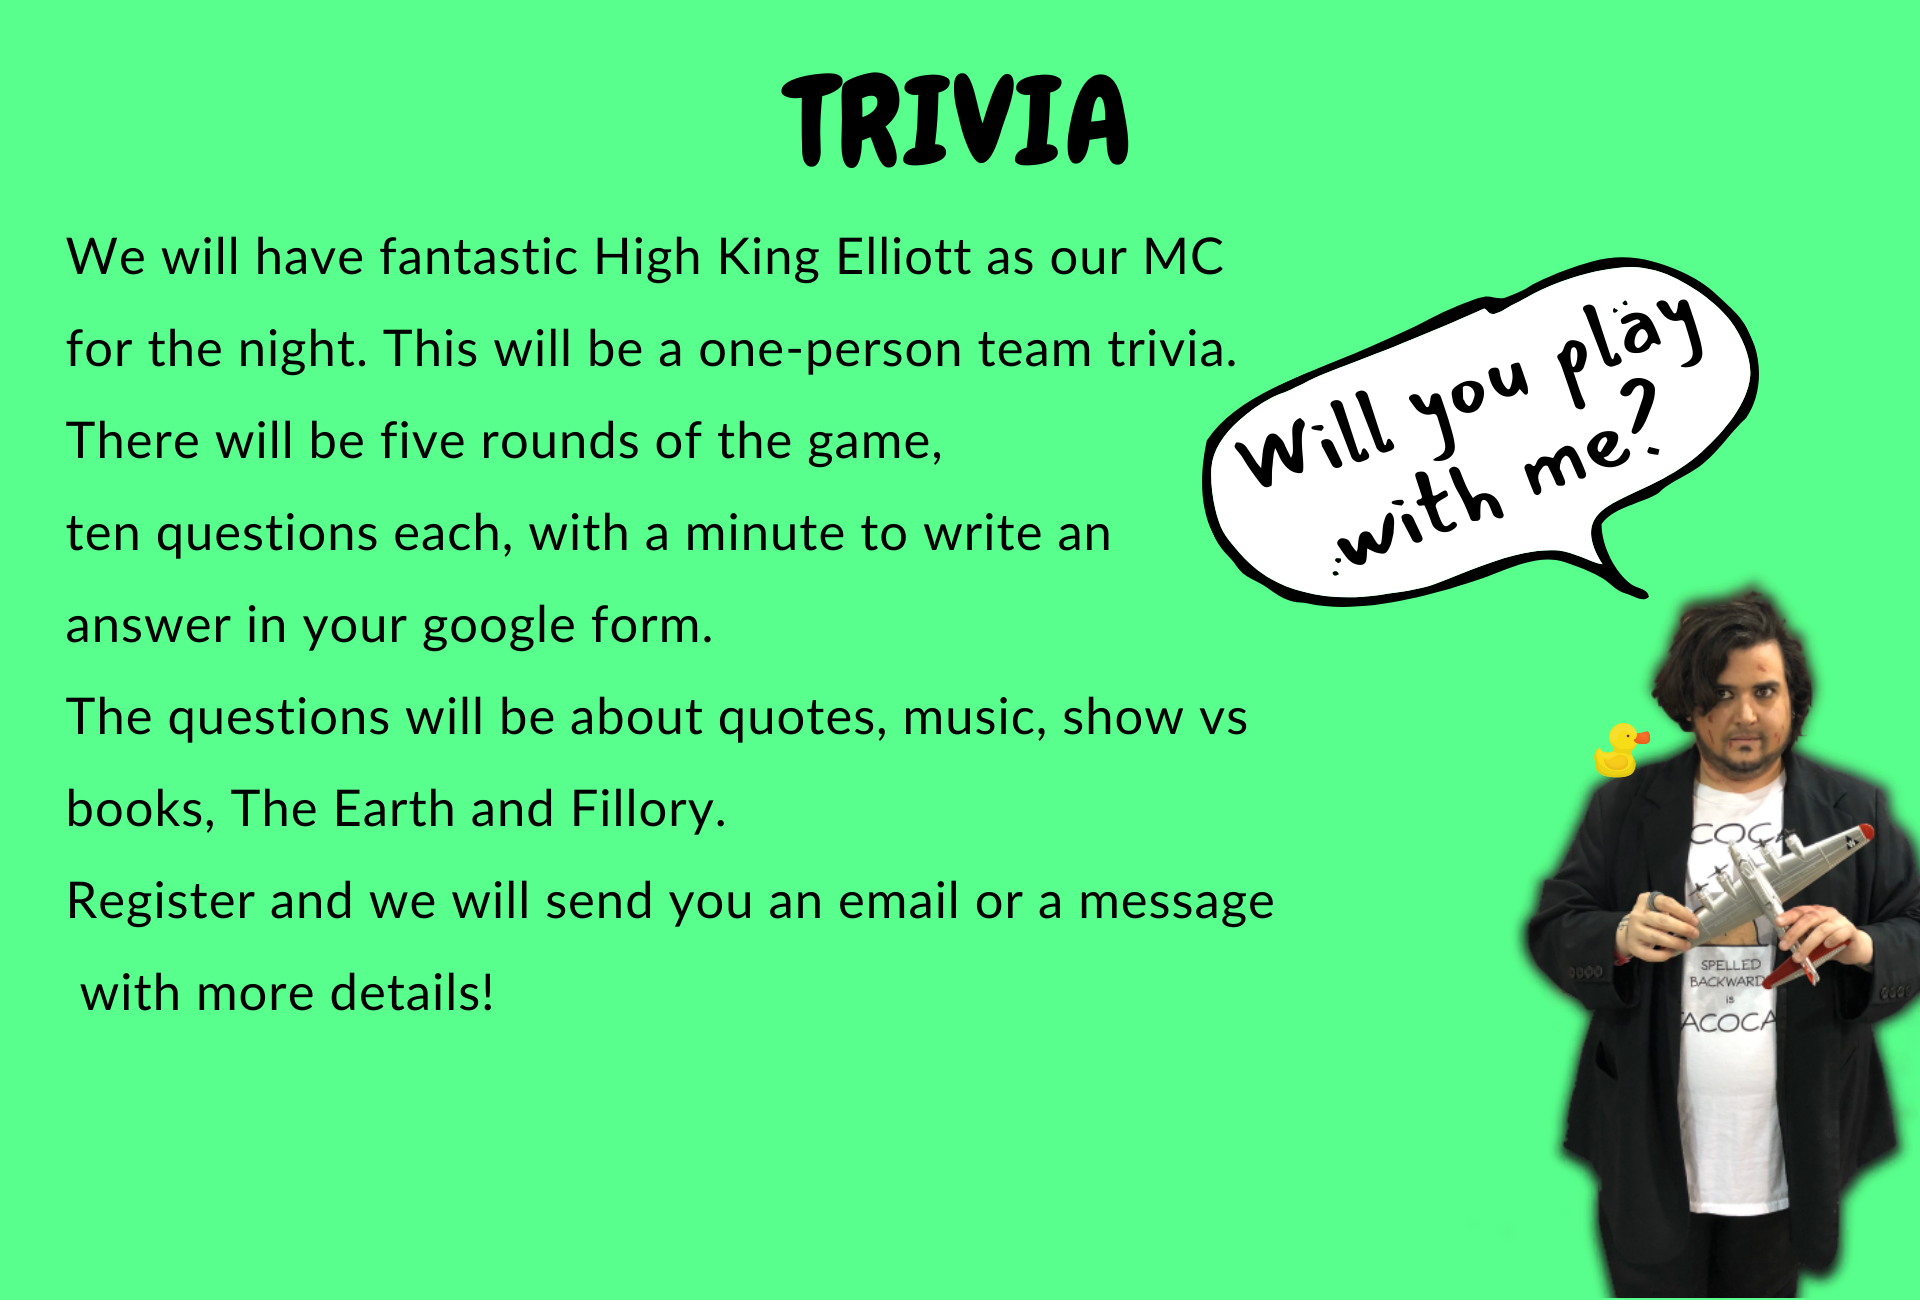 TRIVIA
We will have fantastic High King Elliott as our MC
for the night. This will be a one-person team trivia.
There will be five rounds of the game,
ten questions each, with a minute to write an
answer in your google form.
The questions will be about quotes, music, show vs
books, The Earth and Fillory.
Register and we will send you an email or a message
with more details!
Will you play
with me?
COCA
SPELLED
BACKWARD
is
ACOCA